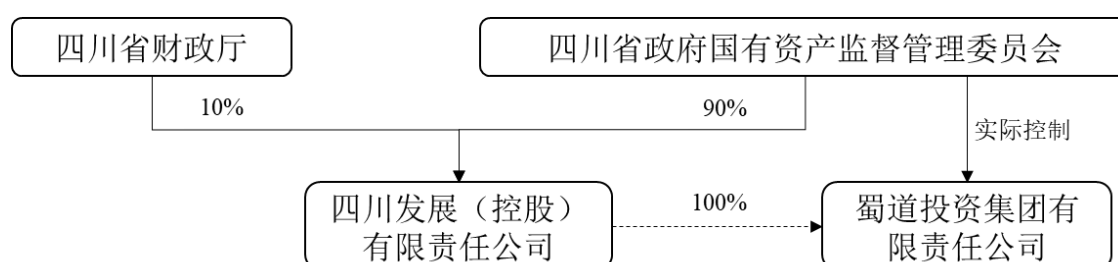 四川省财政厅
四川省政府国有资产监督管理委员会
10%
90%
实际控制
四川发展（控股）
有限责任公司
100%
蜀道投资集团有
限责任公司